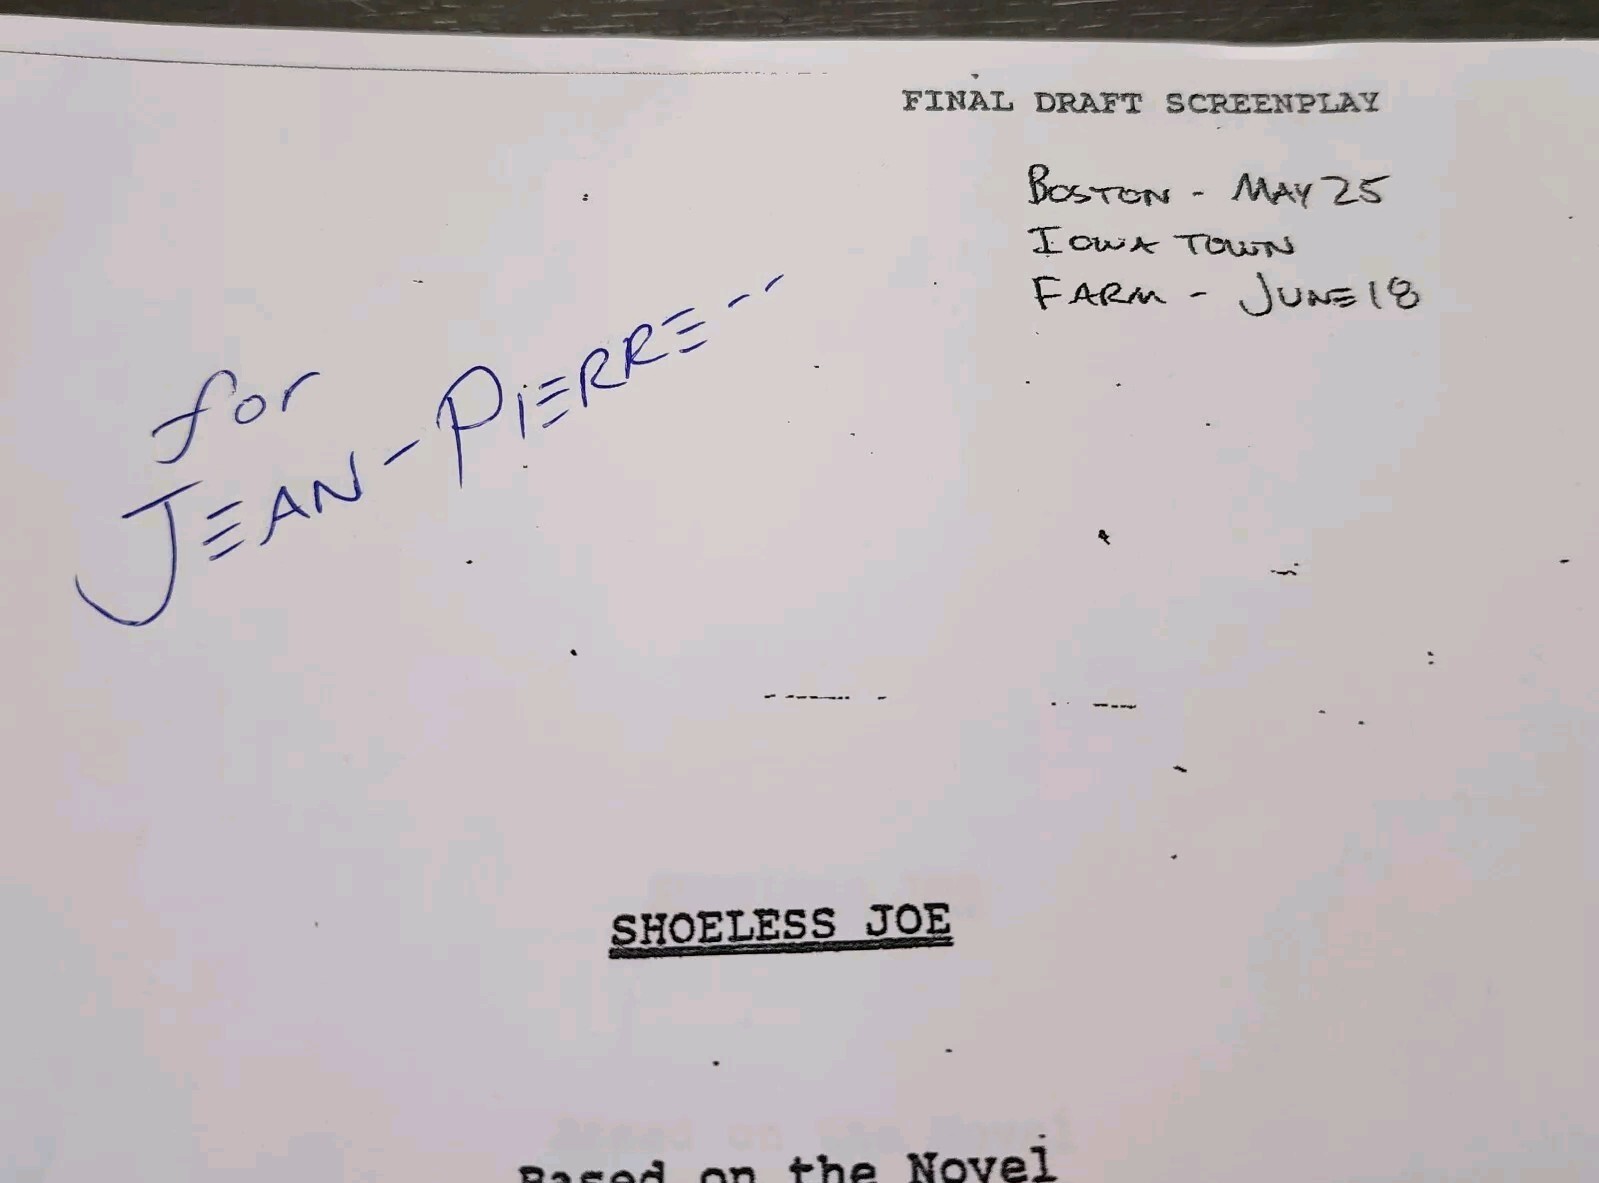 FINAL DRAFT SCREENPLAY
BOSTON - MAY 25
IOWA TOWN
FARM - JUNE 18
for
JEAN-PIERRE--
SHOELESS JOE
Based on the Novel